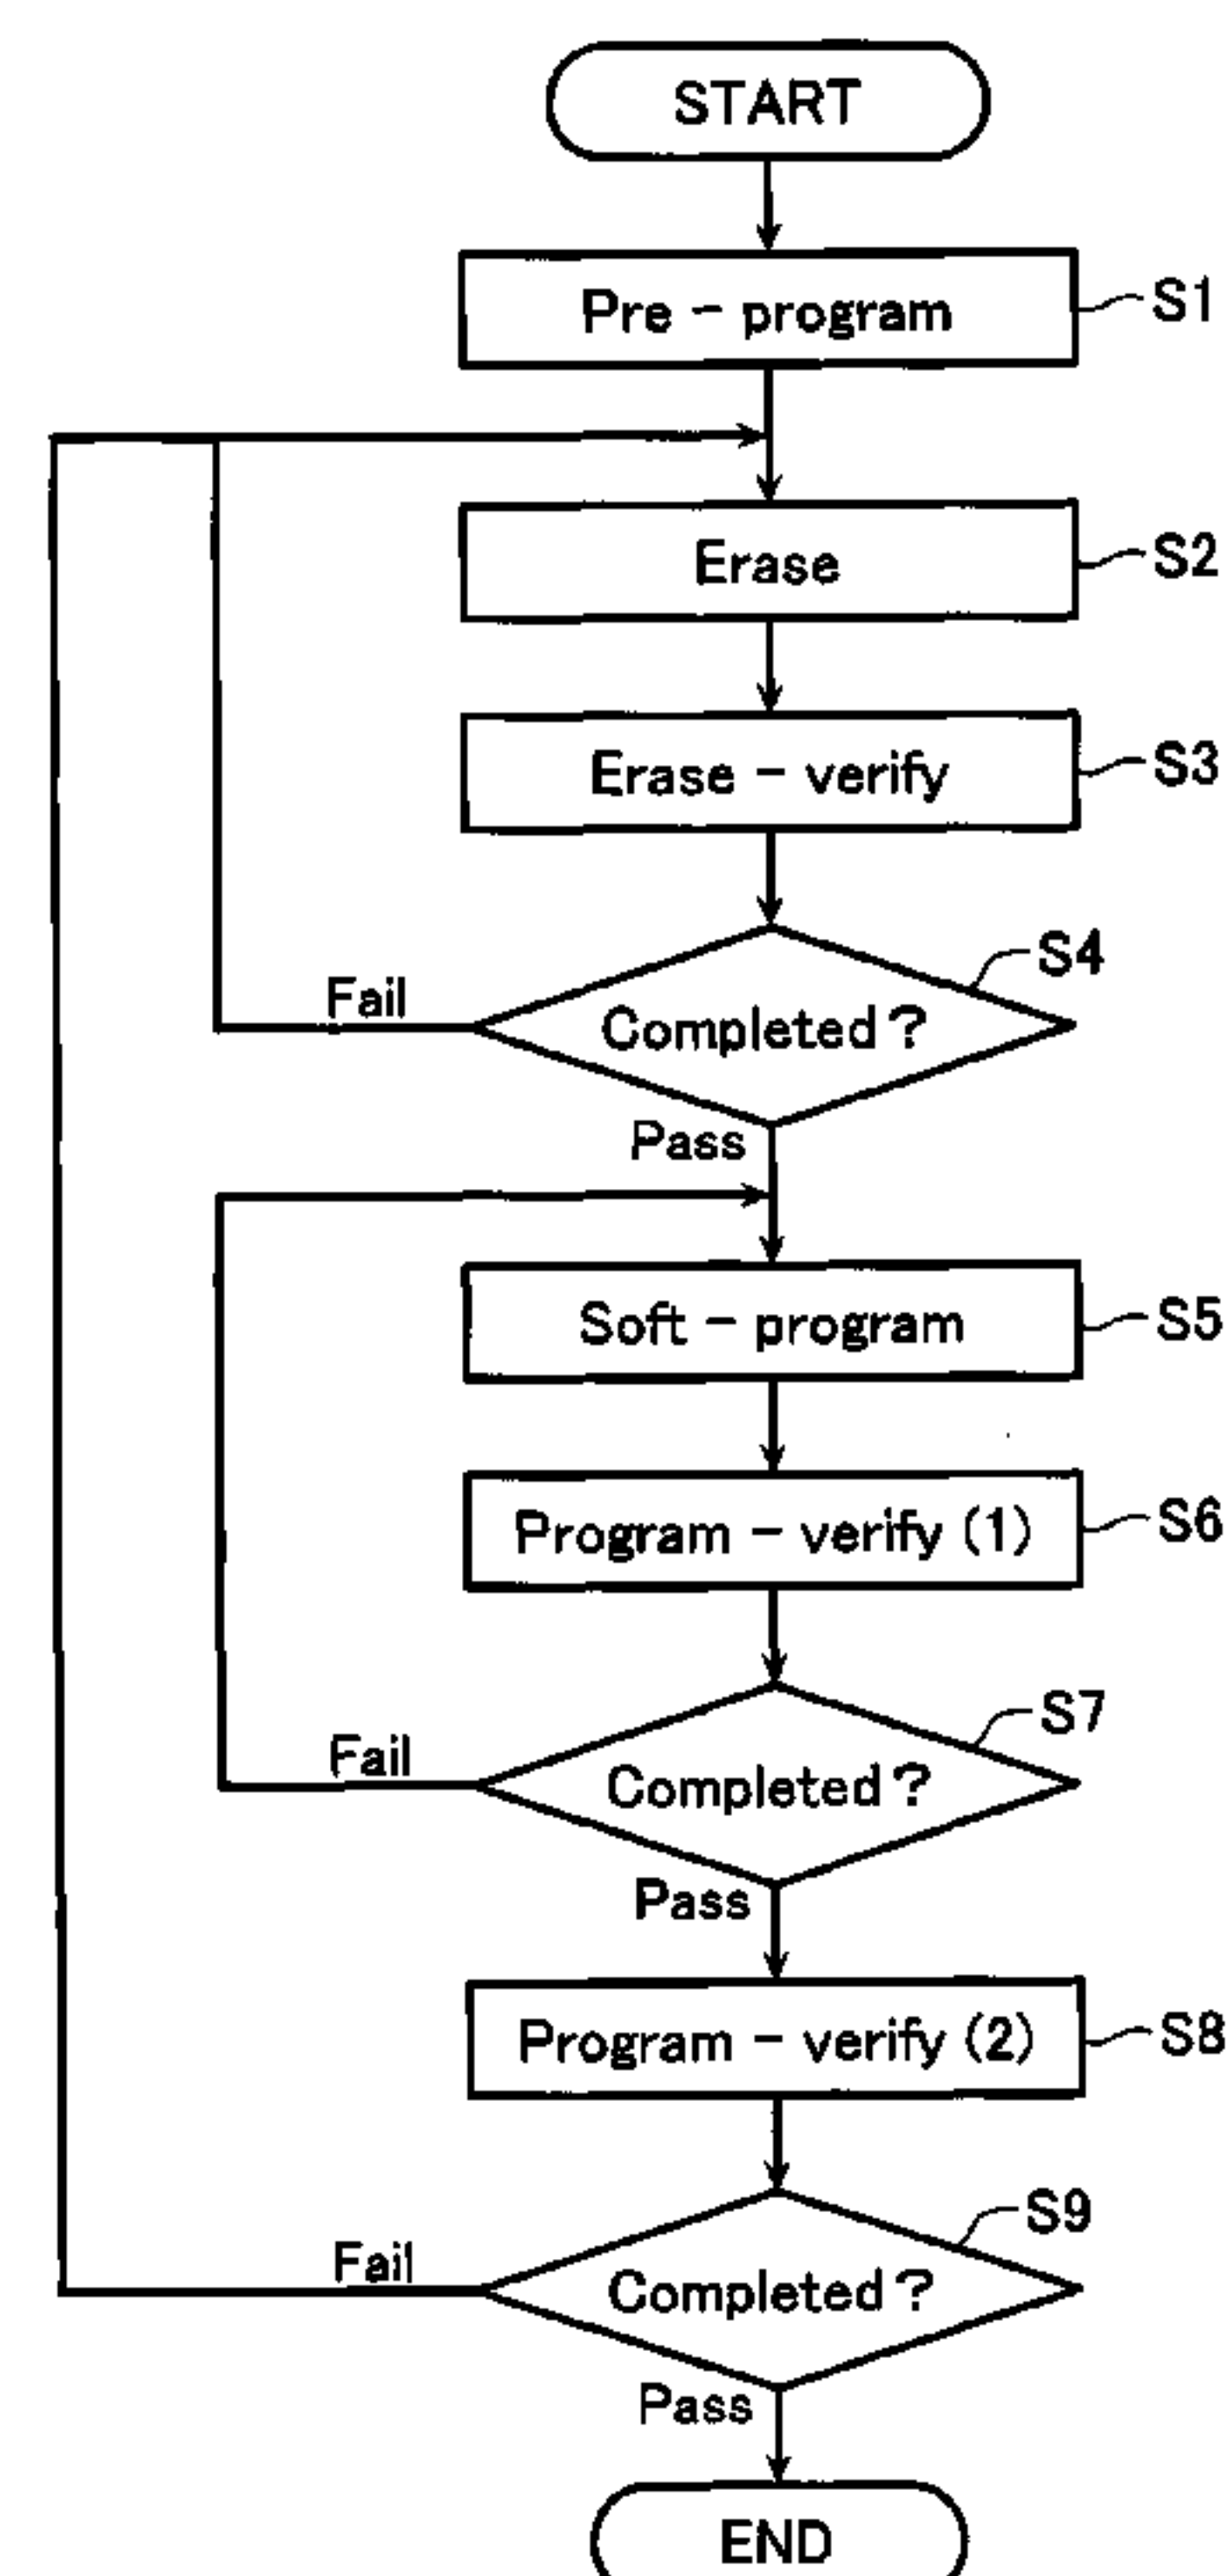 START
Pre - program
S1
Erase
S2
Erase - verify
S3
S4
Fail
Completed ?
Pass
Soft - program
S5
Program - verify (1)
S6
S7
Fail
Completed ?
Pass
Program - verify (2)
S8
S9
Fail
Completed ?
Pass
END